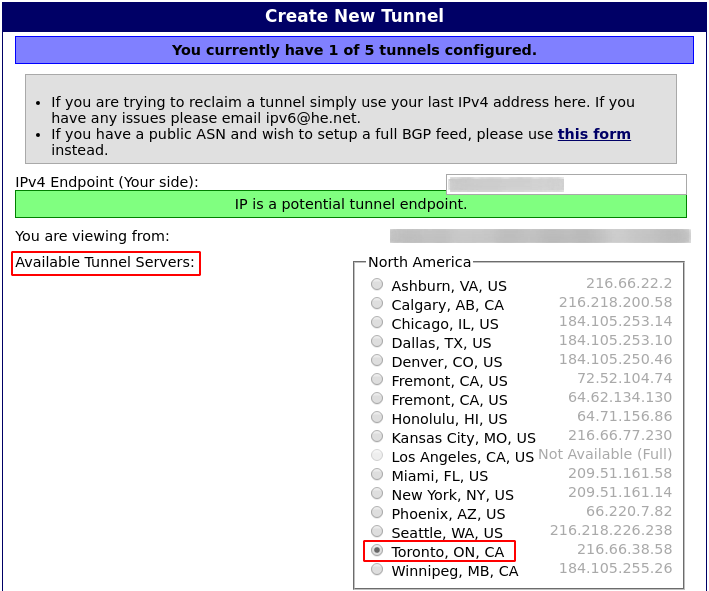 Create New Tunnel
You currently have 1 of 5 tunnels configured.
• If you are trying to reclaim a tunnel simply use your last IPv4 address here. If you
have any issues please email ipv6@he.net.
• If you have a public ASN and wish to setup a full BGP feed, please use this form
instead.
IPv4 Endpoint (Your side):
IP is a potential tunnel endpoint.
You are viewing from:
Available Tunnel Servers:
North America
Ashburn, VA, US 216.66.22.2
Calgary, AB, CA 216.218.200.58
Chicago, IL, US 184.105.253.14
Dallas, TX, US 184.105.253.10
Denver, CO, US 184.105.250.46
Fremont, CA, US 72.52.104.74
Fremont, CA, US 64.62.134.130
Honolulu, HI, US 64.71.156.86
Kansas City, MO, US 216.66.77.230
Los Angeles, CA, US Not Available (Full)
Miami, FL, US 209.51.161.58
New York, NY, US 209.51.161.14
Phoenix, AZ, US 66.220.7.82
Seattle, WA, US 216.218.226.238
Toronto, ON, CA 216.66.38.58
Winnipeg, MB, CA 184.105.255.26